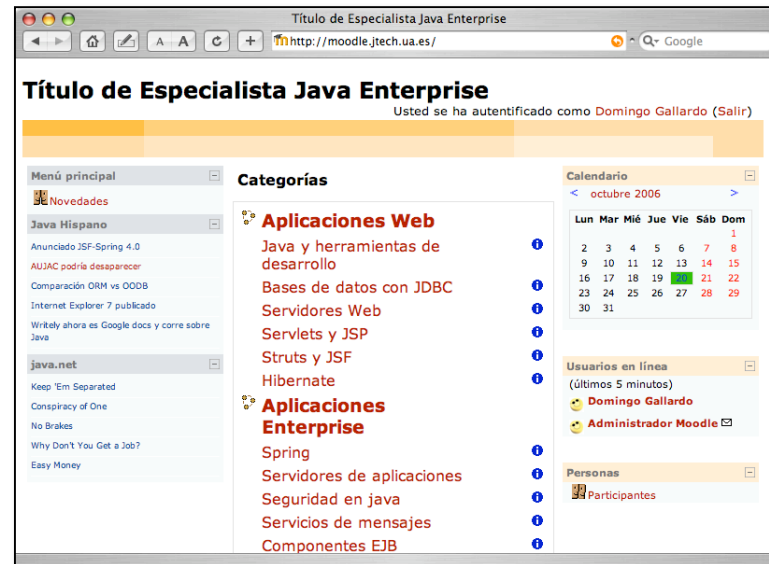 Título de Especialista Java Enterprise
A A
http://moodle.jtech.ua.es/
Google
Título de Especialista Java Enterprise
Usted se ha autentificado como Domingo Gallardo (Salir)
Menú principal
Novedades
Java Hispano
Anunciado JSF-Spring 4.0
AUJAC podría desaparecer
Comparación ORM vs OODB
Internet Explorer 7 publicado
Writely ahora es Google docs y corre sobre
Java
java.net
Keep 'Em Separated
Conspiracy of One
No Brakes
Why Don't You Get a Job?
Easy Money
Categorías
Aplicaciones Web
Java y herramientas de
desarrollo
Bases de datos con JDBC
Servidores Web
Servlets y JSP
Struts y JSF
Hibernate
Aplicaciones
Enterprise
Spring
Servidores de aplicaciones
Seguridad en java
Servicios de mensajes
Componentes EJB
Calendario
< octubre 2006 >
Lun Mar Mié Jue Vie Sáb Dom
1
2 3 4 5 6 7 8
9 10 11 12 13 14 15
16 17 18 19 20 21 22
23 24 25 26 27 28 29
30 31
Usuarios en línea
(últimos 5 minutos)
Domingo Gallardo
Administrador Moodle
Personas
Participantes